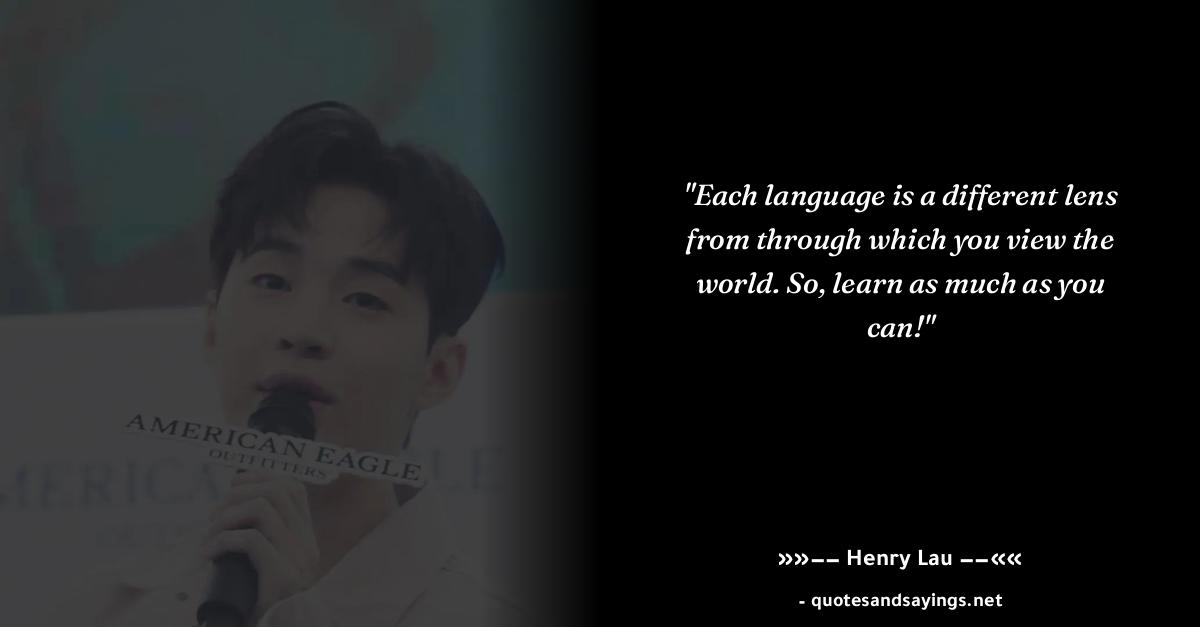 "Each language is a different lens
from through which you view the
world. So, learn as much as you
can!"
AMERICAN EAGLE
OUTFITTERS
»»–– Henry Lau ––««
- quotesandsayings.net